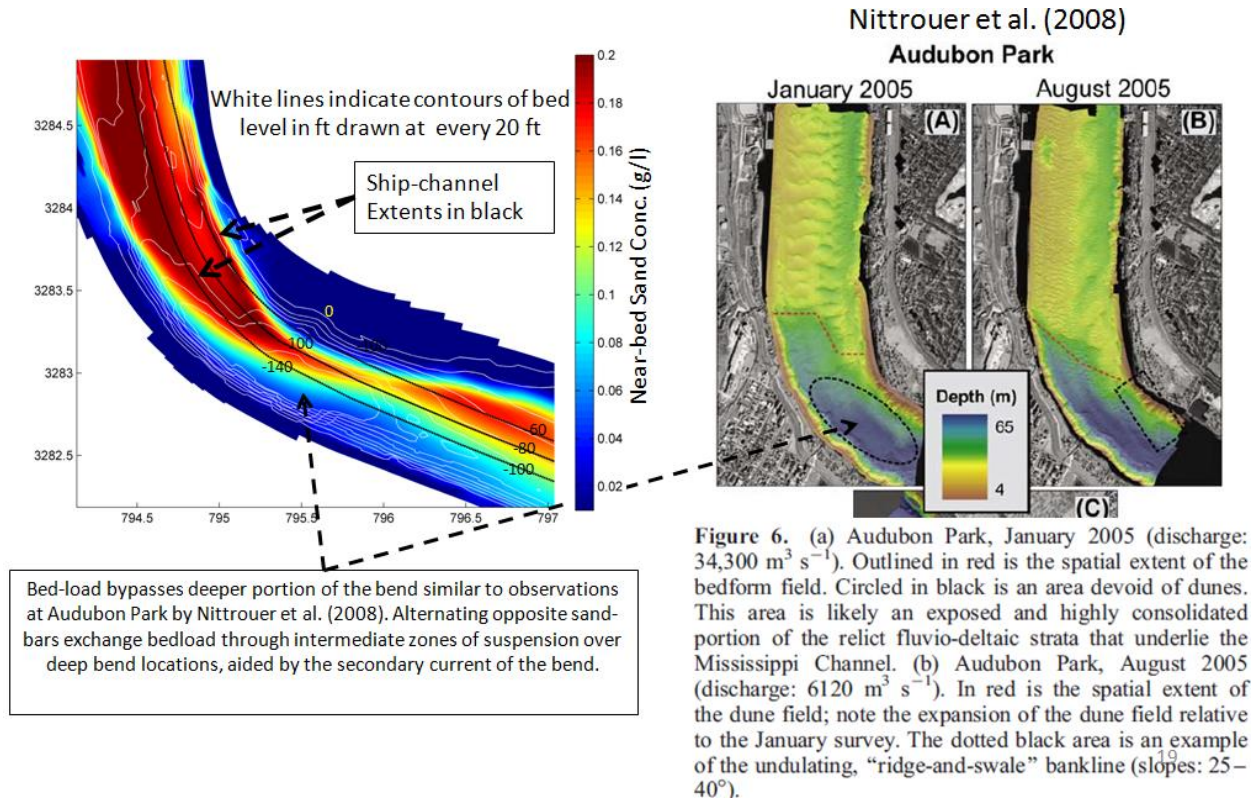 Nittrouer et al. (2008)
Audubon Park
January 2005
August 2005
(A)
(B)
(C)
Depth (m)
65
4
White lines indicate contours of bed
level in ft drawn at every 20 ft
Ship-channel
Extents in black
3284.5
3284
3283.5
3283
3282.5
794.5
795
795.5
796
796.5
797
0
100
-140
-60
-80
-100
0.2
0.18
0.16
0.14
0.12
0.1
0.08
0.06
0.04
0.02
Near-bed Sand Conc. (g/l)
Bed-load bypasses deeper portion of the bend similar to observations
at Audubon Park by Nittrouer et al. (2008). Alternating opposite sand-
bars exchange bedload through intermediate zones of suspension over
deep bend locations, aided by the secondary current of the bend.
Figure 6. (a) Audubon Park, January 2005 (discharge:
34,300 m³ s⁻¹). Outlined in red is the spatial extent of the
bedform field. Circled in black is an area devoid of dunes.
This area is likely an exposed and highly consolidated
portion of the relict fluvio-deltaic strata that underlie the
Mississippi Channel. (b) Audubon Park, August 2005
(discharge: 6120 m³ s⁻¹). In red is the spatial extent of
the dune field; note the expansion of the dune field relative
to the January survey. The dotted black area is an example
of the undulating, “ridge-and-swale” bankline (slopes: 25–
40°).
19